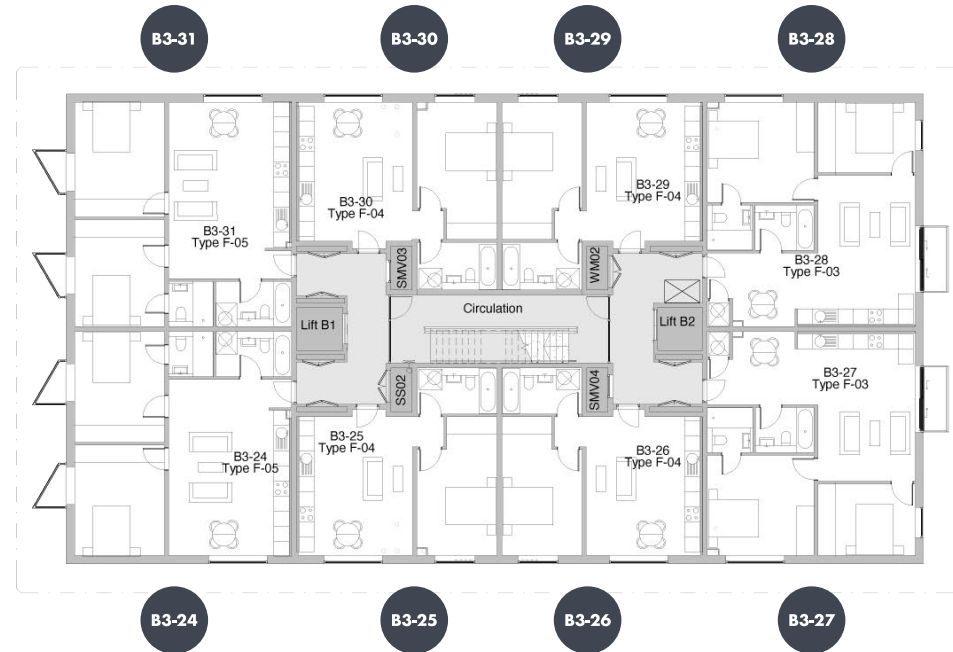 B3-31
B3-30
B3-29
B3-28
B3-30
Type F-04
B3-29
Type F-04
B3-31
Type F-05
SMV03
WM02
B3-28
Type F-03
Circulation
Lift B1
Lift B2
SS02
SMV04
B3-27
Type F-03
B3-25
Type F-04
B3-24
Type F-05
B3-26
Type F-04
B3-24
B3-25
B3-26
B3-27